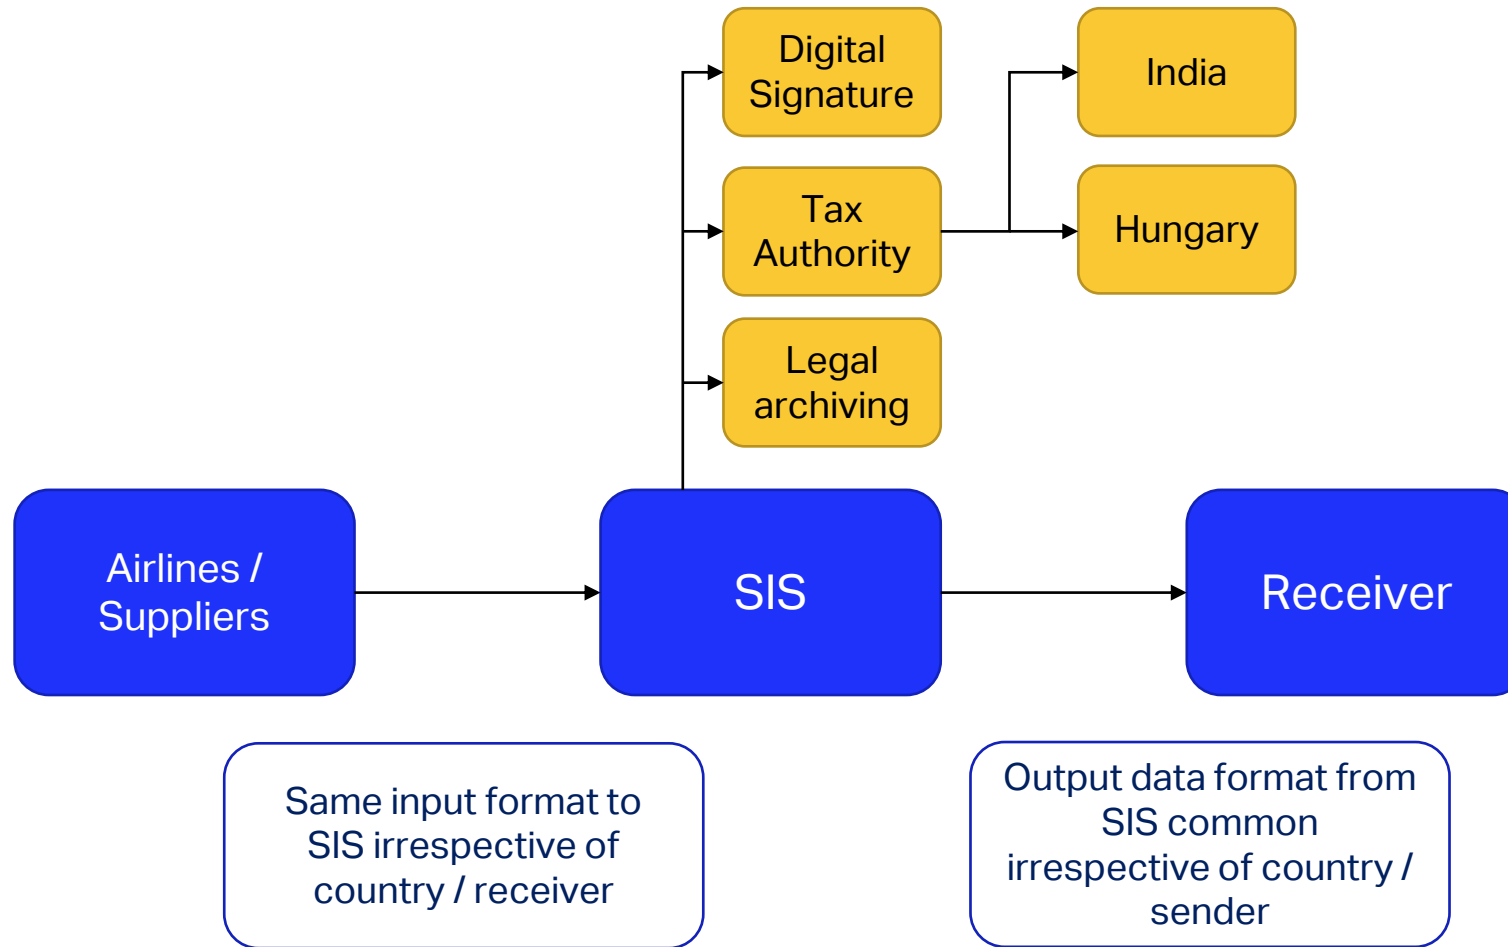 Digital
Signature
India
Tax
Authority
Hungary
Legal
archiving
Airlines /
Suppliers
SIS
Receiver
Same input format to
SIS irrespective of
country / receiver
Output data format from
SIS common
irrespective of country /
sender